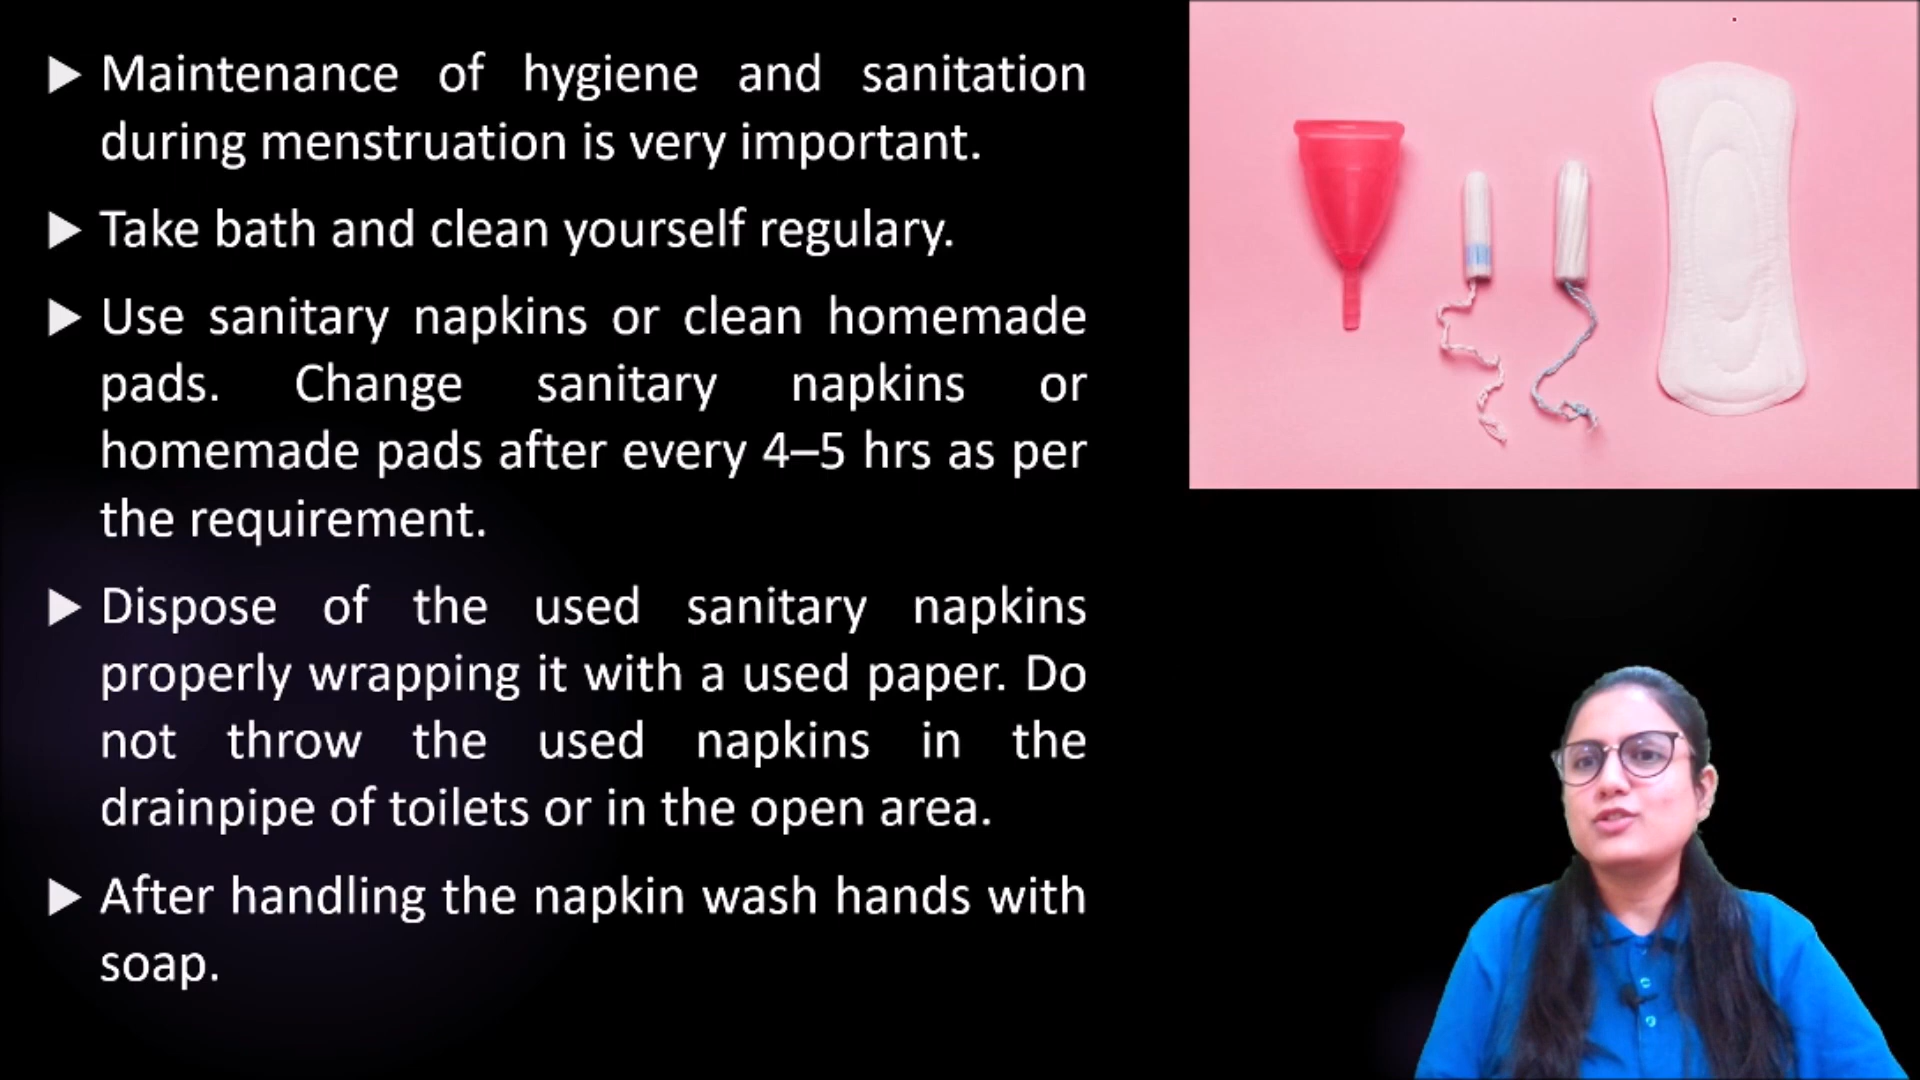 Maintenance of hygiene and sanitation
during menstruation is very important.
Take bath and clean yourself regulary.
Use sanitary napkins or clean homemade
pads. Change sanitary napkins or
homemade pads after every 4–5 hrs as per
the requirement.
Dispose of the used sanitary napkins
properly wrapping it with a used paper. Do
not throw the used napkins in the
drainpipe of toilets or in the open area.
After handling the napkin wash hands with
soap.